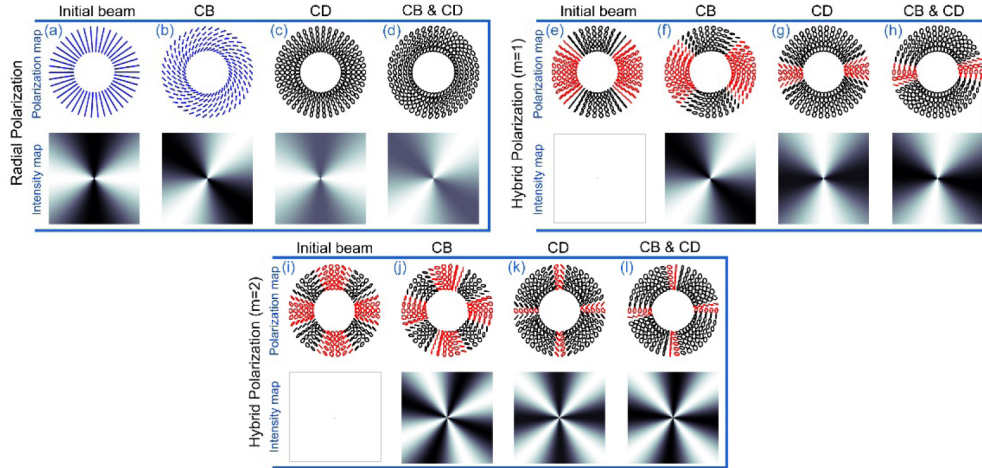 Initial beam CB CD CB & CD
Radial Polarization
Polarization map
(a) (b) (c) (d)
Intensity map
Initial beam CB CD CB & CD
Hybrid Polarization (m=1)
Polarization map
(e) (f) (g) (h)
Intensity map
Initial beam CB CD CB & CD
Hybrid Polarization (m=2)
Polarization map
(i) (j) (k) (l)
Intensity map